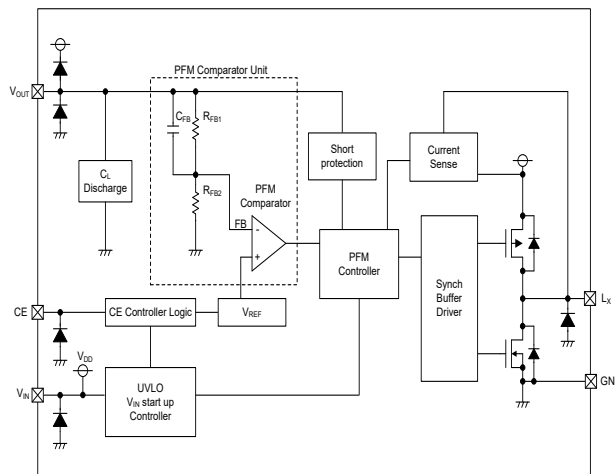 PFM Comparator Unit
VOUT
CFB
RFB1
Short
protection
Current
Sense
CL
Discharge
RFB2
PFM
Comparator
FB
-
+
PFM
Controller
Synch
Buffer
Driver
CE
CE Controller Logic
VREF
LX
VDD
VIN
UVLO
VIN start up
Controller
GN